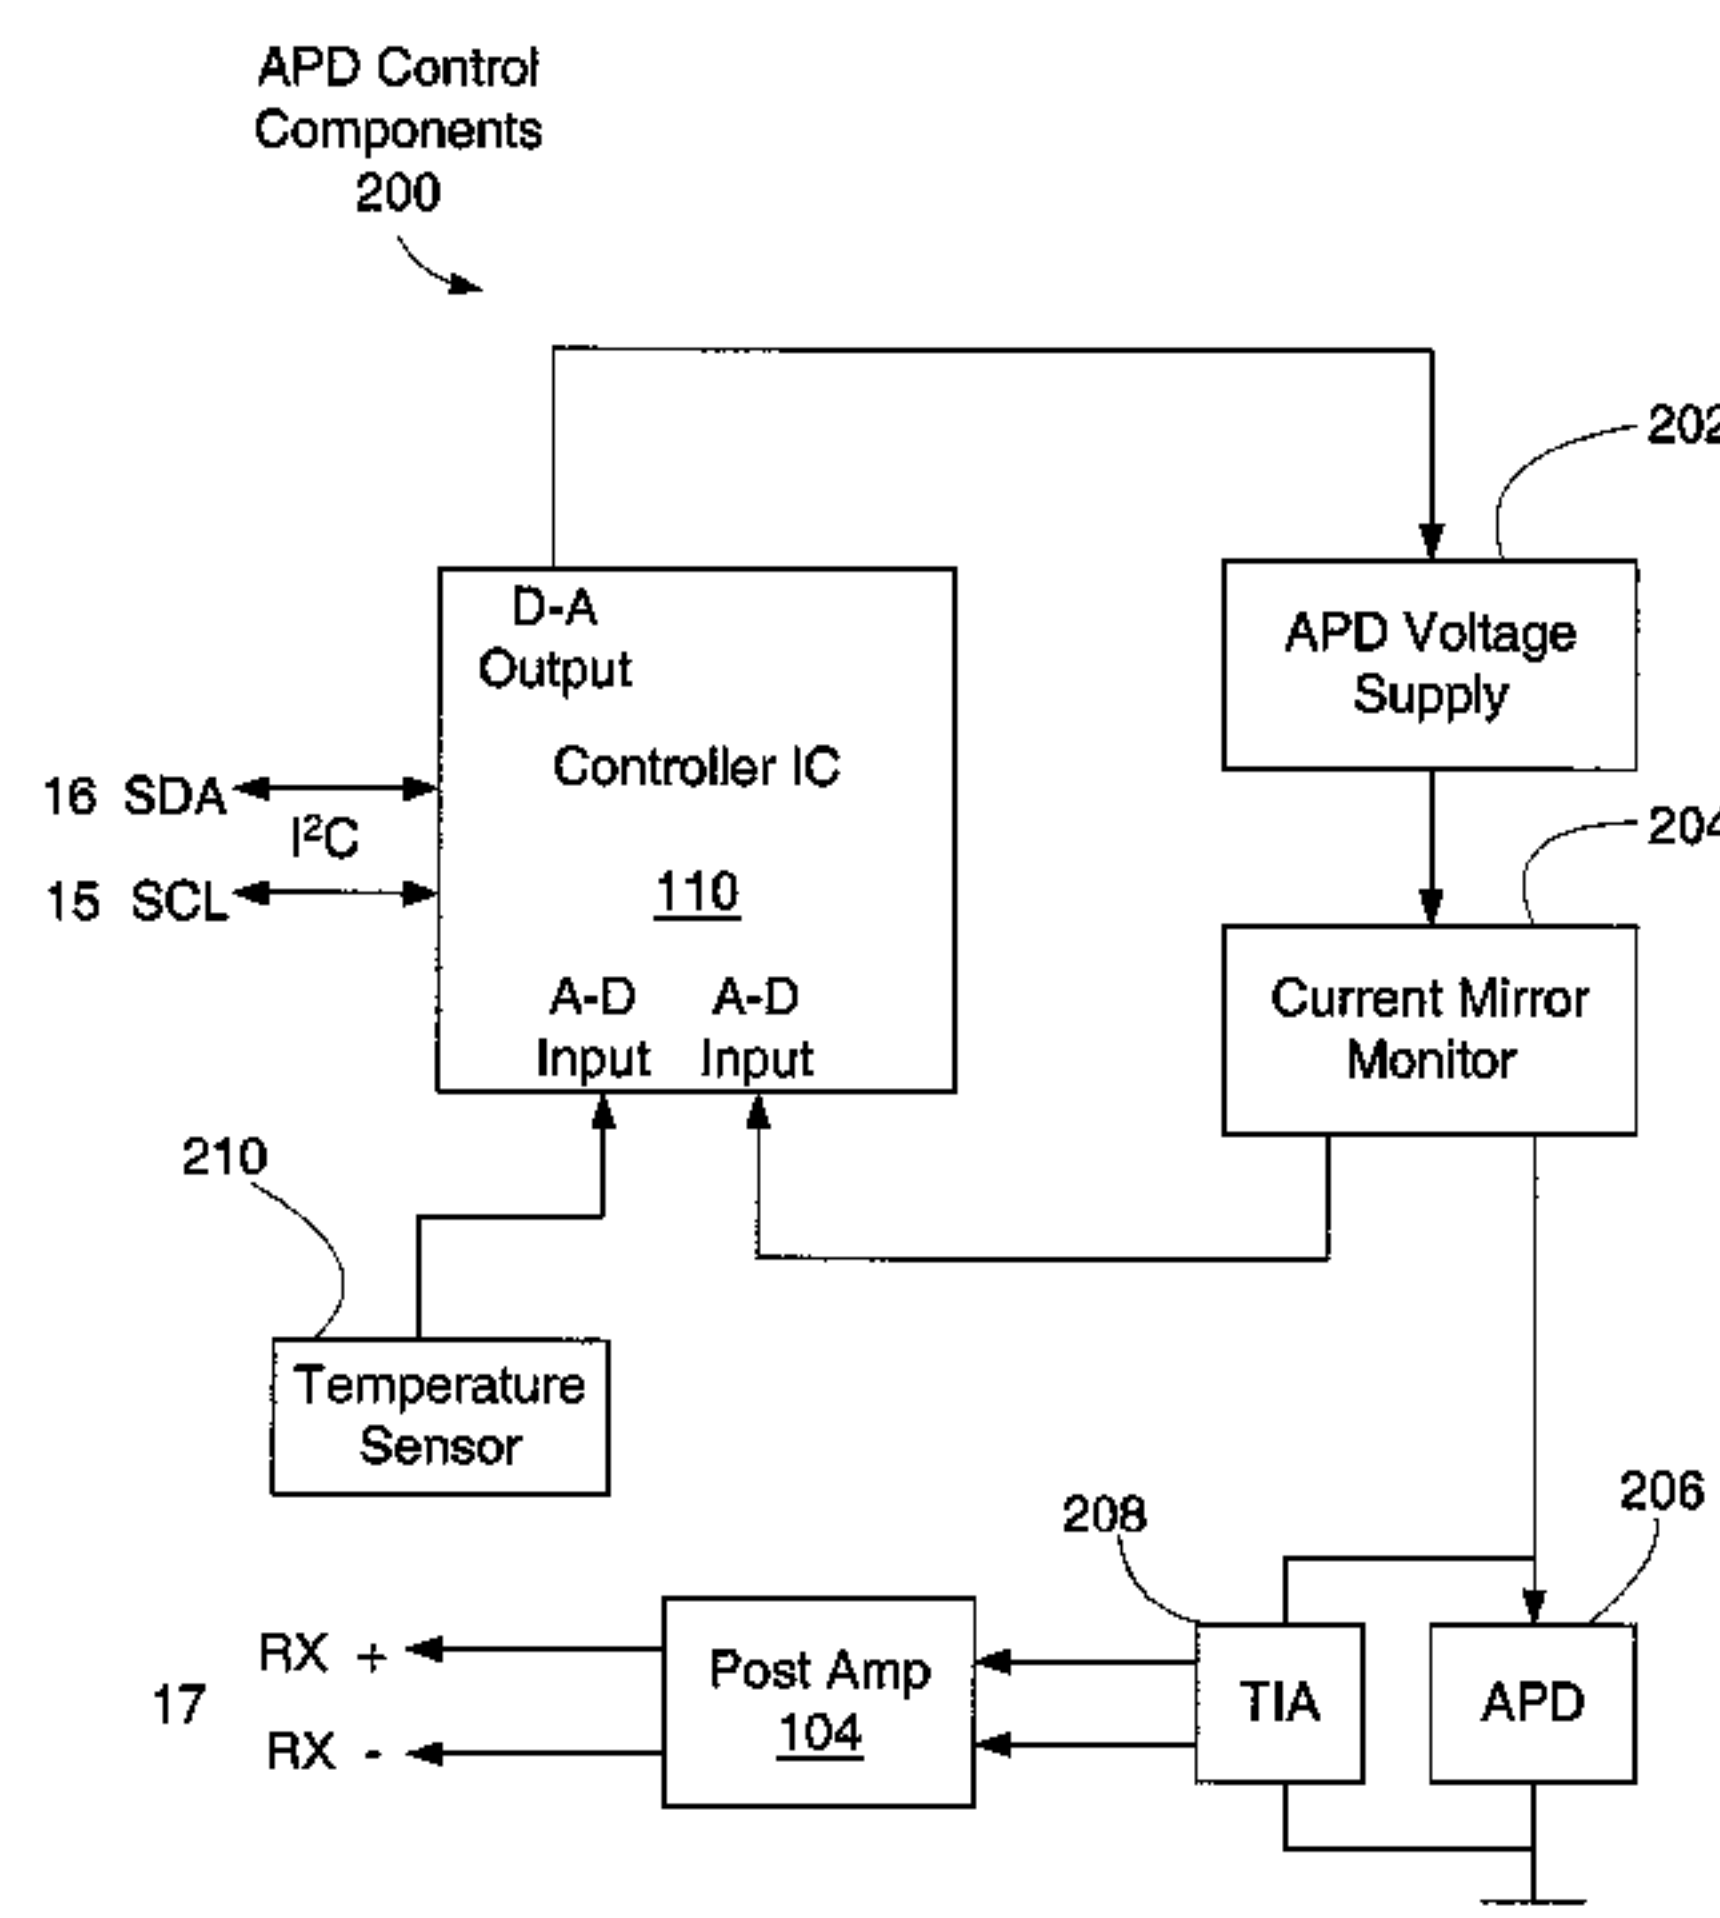 APD Control
Components
200
202
D-A
Output
APD Voltage
Supply
Controller IC
16 SDA
I²C
15 SCL
110
204
A-D A-D
Input Input
Current Mirror
Monitor
210
Temperature
Sensor
208
206
RX +
17
RX -
Post Amp
104
TIA
APD